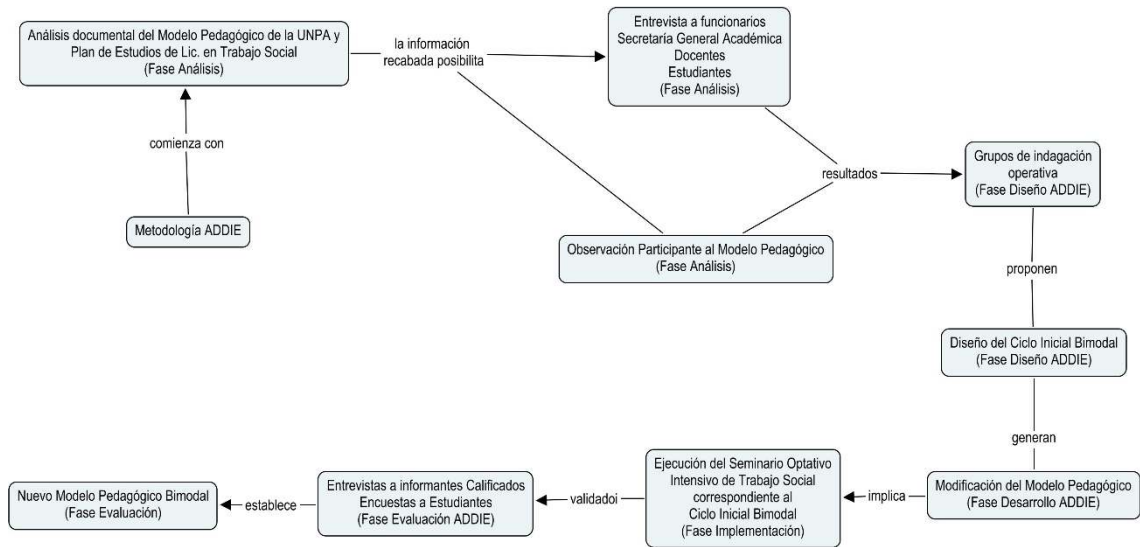 Análisis documental del Modelo Pedagógico de la UNPA y
Plan de Estudios de Lic. en Trabajo Social
(Fase Análisis)
la información
recabada posibilita
Entrevista a funcionarios
Secretaría General Académica
Docentes
Estudiantes
(Fase Análisis)
comienza con
Metodología ADDIE
Observación Participante al Modelo Pedagógico
(Fase Análisis)
resultados
Grupos de indagación
operativa
(Fase Diseño ADDIE)
proponen
Diseño del Ciclo Inicial Bimodal
(Fase Diseño ADDIE)
generan
Modificación del Modelo Pedagógico
(Fase Desarrollo ADDIE)
implica
Ejecución del Seminario Optativo
Intensivo de Trabajo Social
correspondiente al
Ciclo Inicial Bimodal
(Fase Implementación)
validadoi
Entrevistas a informantes Calificados
Encuestas a Estudiantes
(Fase Evaluación ADDIE)
establece
Nuevo Modelo Pedagógico Bimodal
(Fase Evaluación)